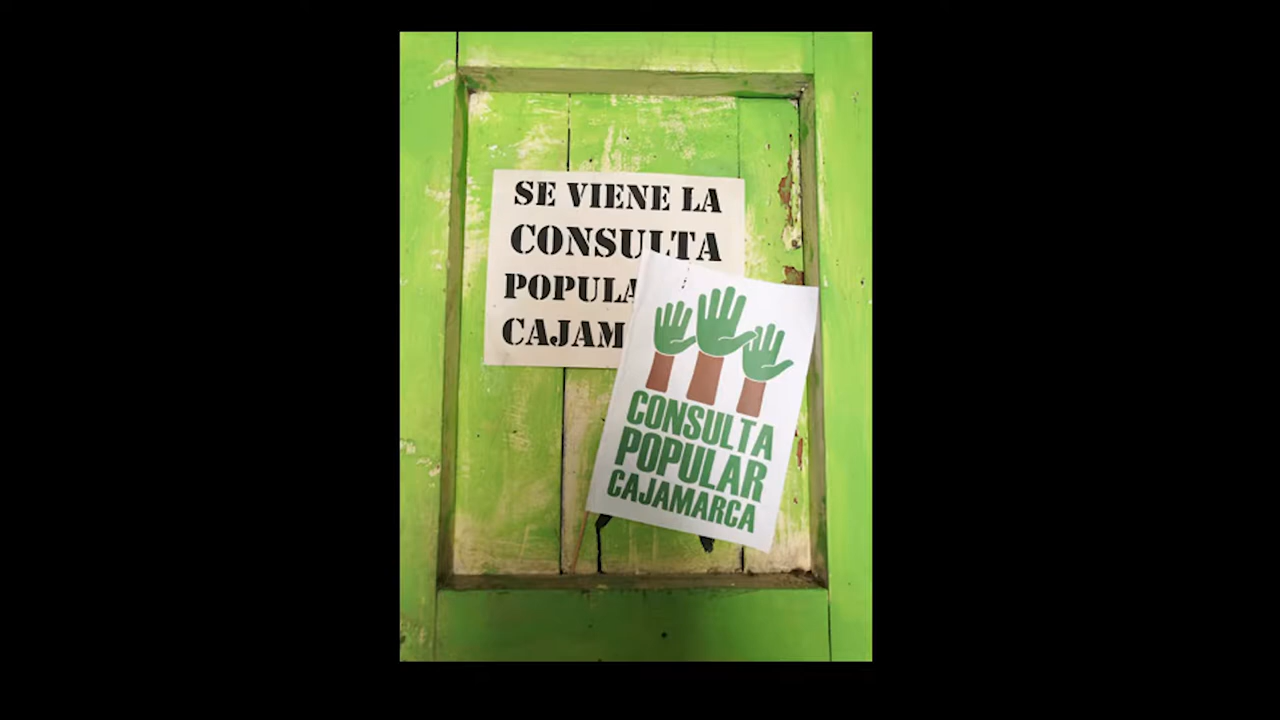 SE VIENE LA
CONSULTA
POPULA
CAJAM
CONSULTA
POPULAR
CAJAMARCA